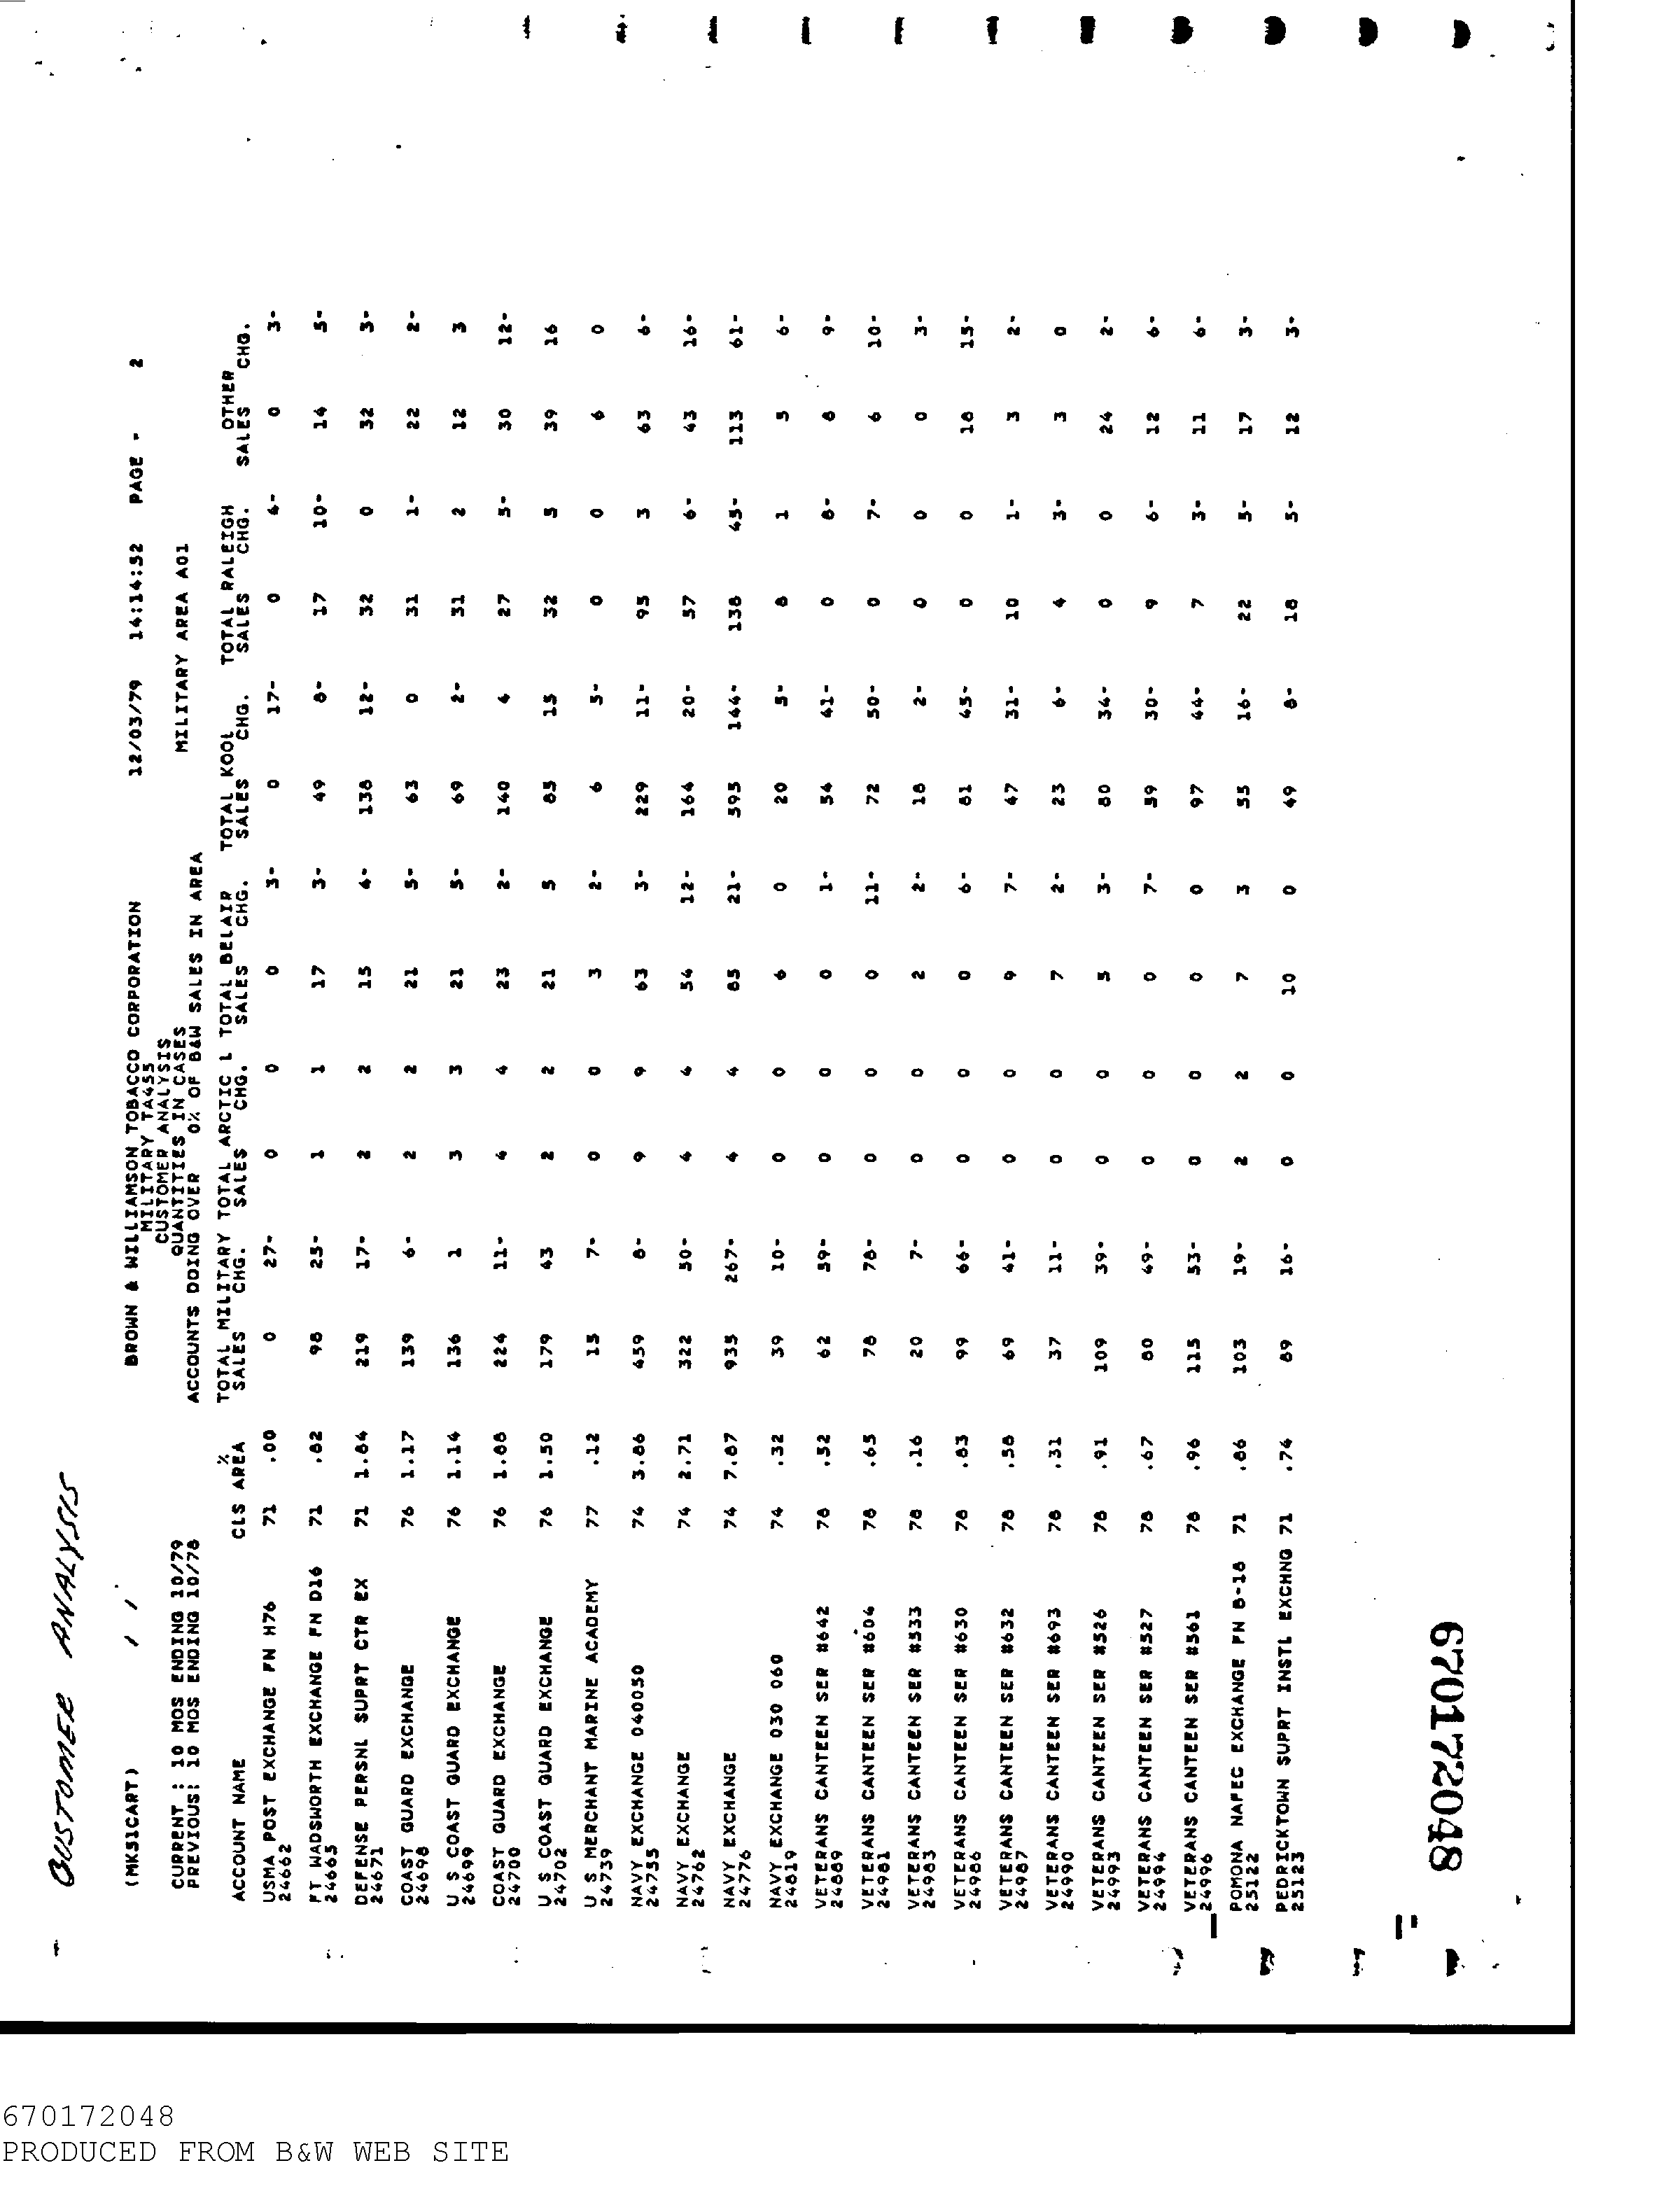 CUSTOMER ANALYSIS
(MK51CART) / / BROWN & WILLIAMSON TOBACCO CORPORATION 12/03/79 14:14:52 PAGE - 2
MILITARY TA455
CUSTOMER ANALYSIS
CURRENT : 10 MOS ENDING 10/79 QUANTITIES IN CASES MILITARY AREA A01
PREVIOUS: 10 MOS ENDING 10/78 ACCOUNTS DOING OVER 0% OF B&W SALES IN AREA
% TOTAL MILITARY TOTAL ARCTIC L TOTAL BELAIR TOTAL KOOL TOTAL RALEIGH OTHER
ACCOUNT NAME CLS AREA SALES CHG. SALES CHG. SALES CHG. SALES CHG. SALES CHG. SALES CHG.
USMA POST EXCHANGE FN H76 71 .00 0 27- 0 0 0 3- 0 17- 0 4- 0 3-
24662
FT WADSWORTH EXCHANGE FN D16 71 .82 98 25- 1 1 17 3- 49 8- 17 10- 14 5-
24665
DEFENSE PERSNL SUPRT CTR EX 71 1.84 219 17- 2 2 15 4- 138 12- 32 0 32 3-
24671
COAST GUARD EXCHANGE 76 1.17 139 6- 2 2 21 5- 63 0 31 1- 22 2-
24698
U S COAST GUARD EXCHANGE 76 1.14 136 1 3 3 21 5- 69 2- 31 2 12 3
24699
COAST GUARD EXCHANGE 76 1.88 224 11- 4 4 23 2- 140 4 27 5- 30 12-
24700
U S COAST GUARD EXCHANGE 76 1.50 179 43 2 2 21 5 85 15 32 5 39 16
24702
U S MERCHANT MARINE ACADEMY 77 .12 15 7- 0 0 3 2- 6 5- 0 0 6 0
24739
NAVY EXCHANGE 040050 74 3.86 459 8- 9 9 63 3- 229 11- 95 3 63 6-
24755
NAVY EXCHANGE 74 2.71 322 50- 4 4 54 12- 164 20- 57 6- 43 16-
24762
NAVY EXCHANGE 74 7.87 935 267- 4 4 85 21- 595 144- 138 45- 113 61-
24776
NAVY EXCHANGE 030 060 74 .32 39 10- 0 0 6 0 20 5- 8 1 5 6-
24819
VETERANS CANTEEN SER #642 78 .52 62 59- 0 0 0 1- 54 41- 0 8- 8 9-
24889
VETERANS CANTEEN SER #604 78 .65 78 78- 0 0 0 11- 72 50- 0 7- 6 10-
24981
VETERANS CANTEEN SER #533 78 .16 20 7- 0 0 2 2- 18 2- 0 0 0 3-
24983
VETERANS CANTEEN SER #630 78 .83 99 66- 0 0 0 6- 81 45- 0 0 18 15-
24986
VETERANS CANTEEN SER #632 78 .58 69 41- 0 0 9 7- 47 31- 10 1- 3 2-
24987
VETERANS CANTEEN SER #693 78 .31 37 11- 0 0 7 2- 23 6- 4 3- 3 0
24990
VETERANS CANTEEN SER #526 78 .91 109 39- 0 0 5 3- 80 34- 0 0 24 2-
24993
VETERANS CANTEEN SER #527 78 .67 80 49- 0 0 0 7- 59 30- 9 6- 12 6-
24994
VETERANS CANTEEN SER #561 78 .96 115 53- 0 0 0 0 97 44- 7 3- 11 6-
24996
POMONA NAFEC EXCHANGE FN B-18 71 .86 103 19- 2 2 7 3 55 16- 22 5- 17 3-
25122
PEDRICKTOWN SUPRT INSTL EXCHNG 71 .74 89 16- 0 0 10 0 49 8- 18 5- 12 3-
25123
670172048
670172048
PRODUCED FROM B&W WEB SITE